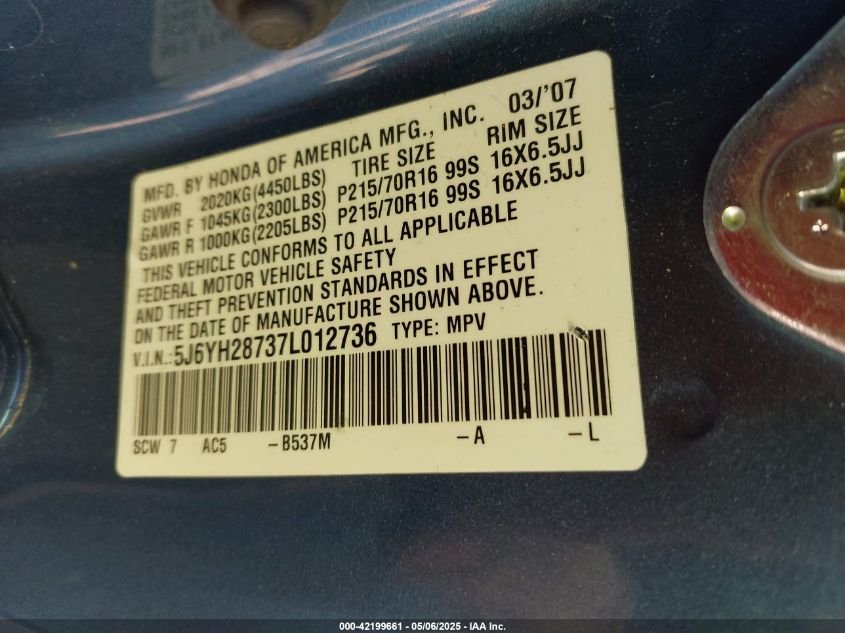 MFD. BY HONDA OF AMERICA MFG., INC. 03/'07
GVWR 2020KG(4450LBS) TIRE SIZE RIM SIZE
GAWR F 1045KG(2300LBS) P215/70R16 99S 16X6.5JJ
GAWR R 1000KG(2205LBS) P215/70R16 99S 16X6.5JJ
THIS VEHICLE CONFORMS TO ALL APPLICABLE
FEDERAL MOTOR VEHICLE SAFETY
AND THEFT PREVENTION STANDARDS IN EFFECT
ON THE DATE OF MANUFACTURE SHOWN ABOVE.
V.I.N.:5J6YH28737L012736 TYPE: MPV
SCW 7 AC5 -B537M -A -L
000-42199661 - 05/06/2025 - IAA Inc.